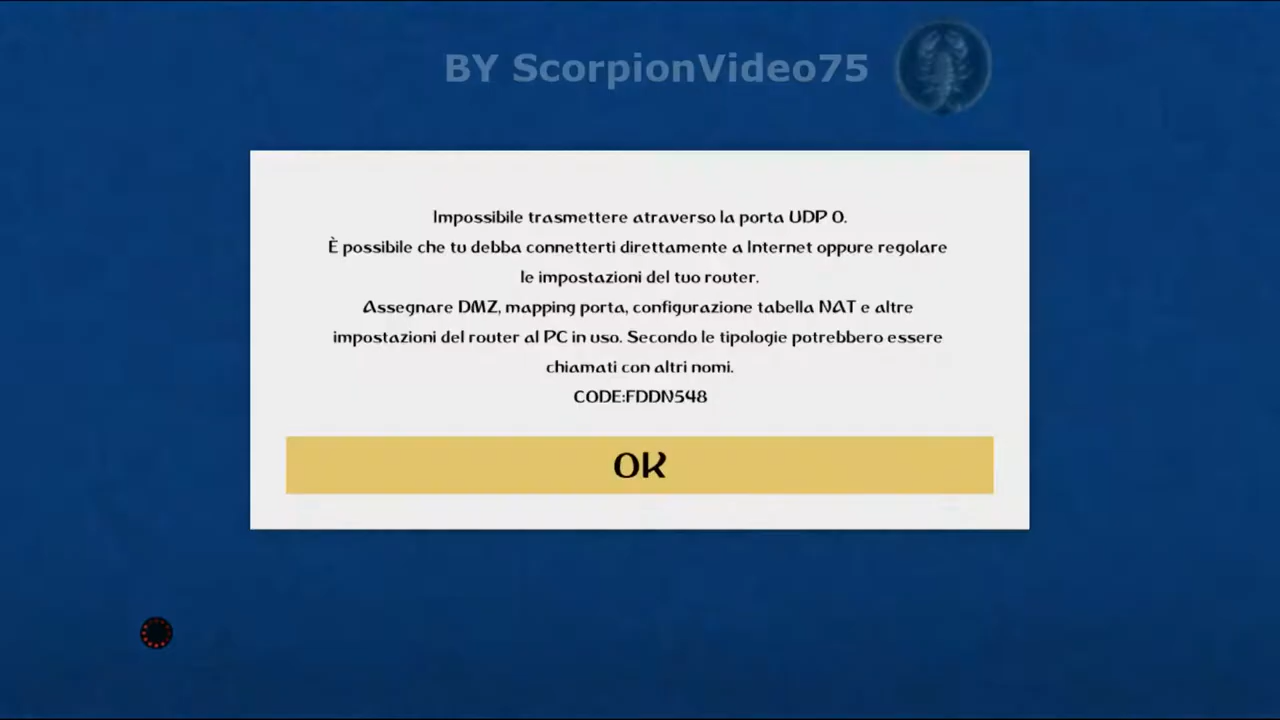 BY ScorpionVideo75
Impossibile trasmettere atraverso la porta UDP 0.
È possibile che tu debba connetterti direttamente a Internet oppure regolare
le impostazioni del tuo router.
Assegnare DMZ, mapping porta, configurazione tabella NAT e altre
impostazioni del router al PC in uso. Secondo le tipologie potrebbero essere
chiamati con altri nomi.
CODE:FDDN548
OK